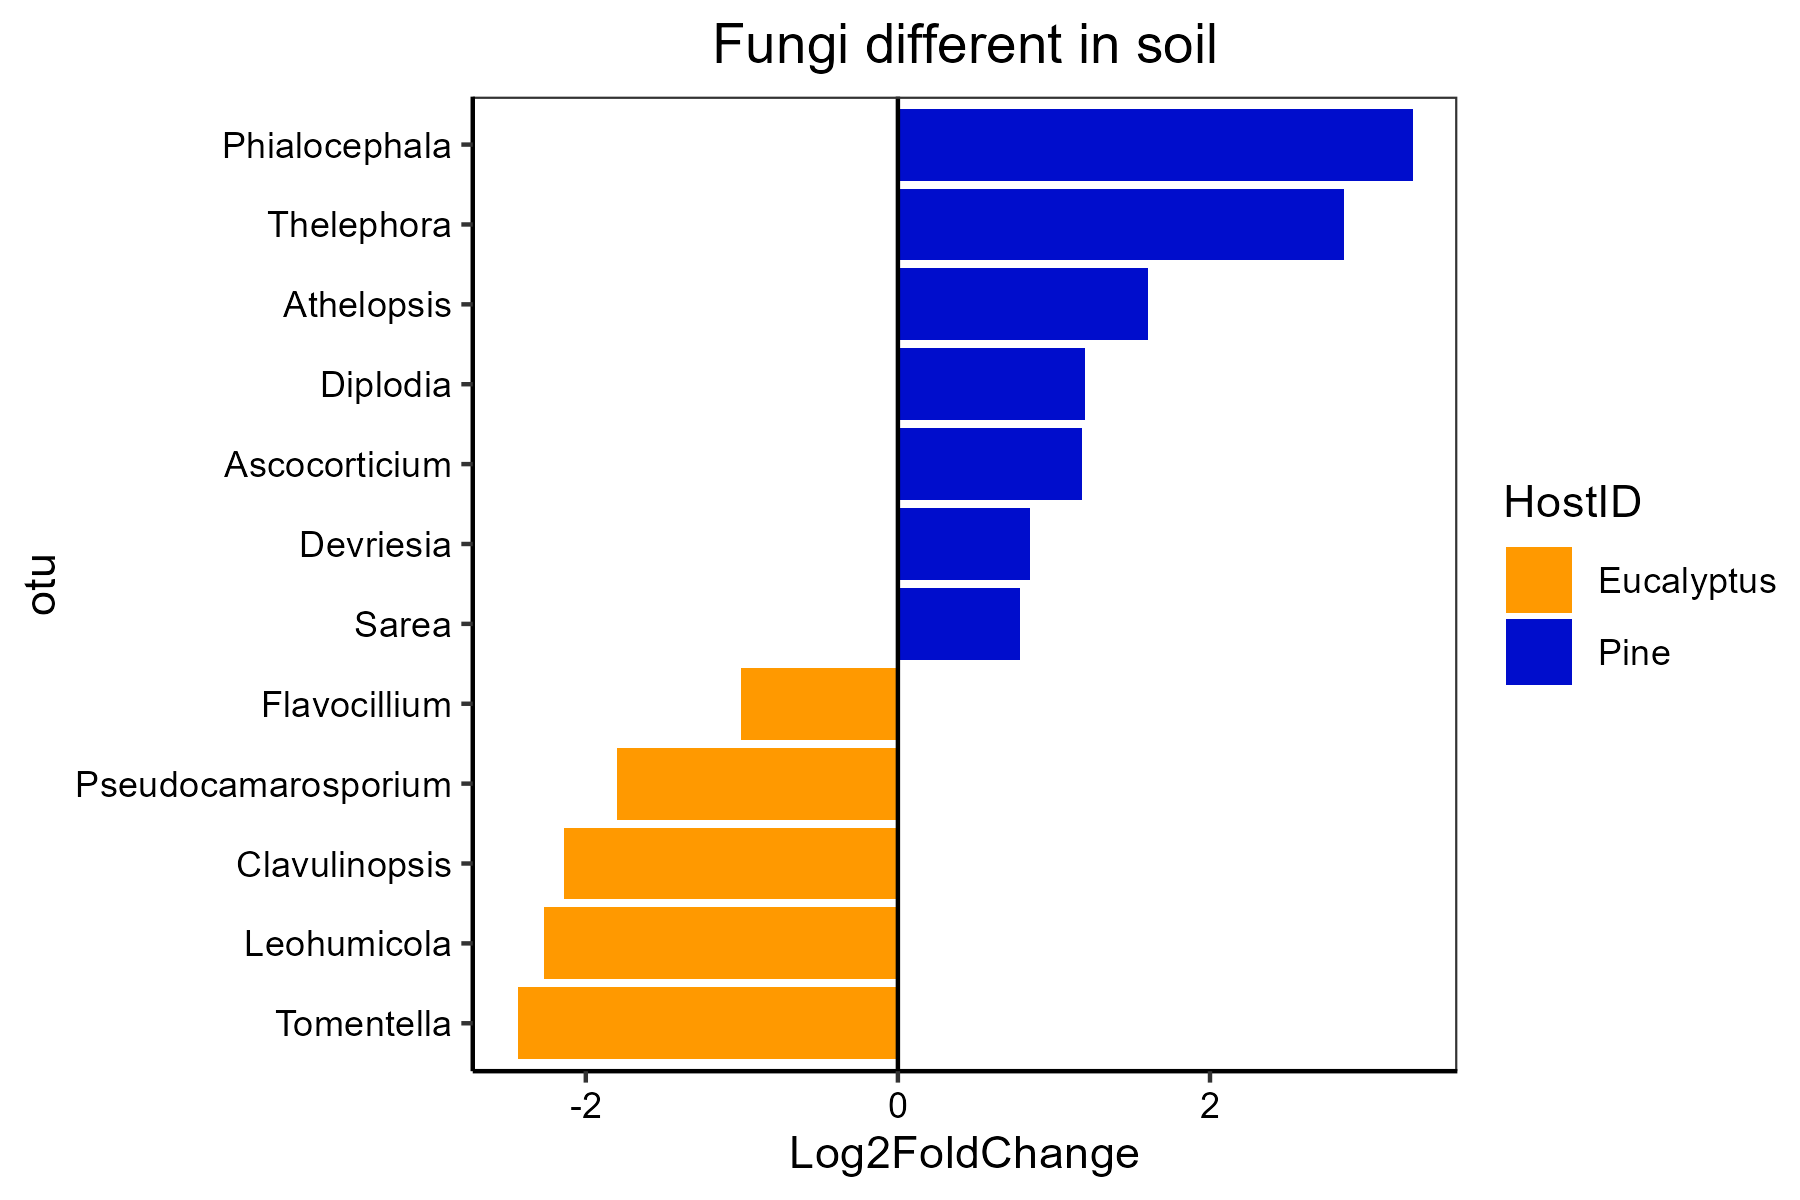 Fungi different in soil
Phialocephala
Thelephora
Athelopsis
Diplodia
Ascocorticium
Devriesia
Sarea
Flavocillium
Pseudocamarosporium
Clavulinopsis
Leohumicola
Tomentella
otu
-2 0 2
Log2FoldChange
HostID
Eucalyptus
Pine